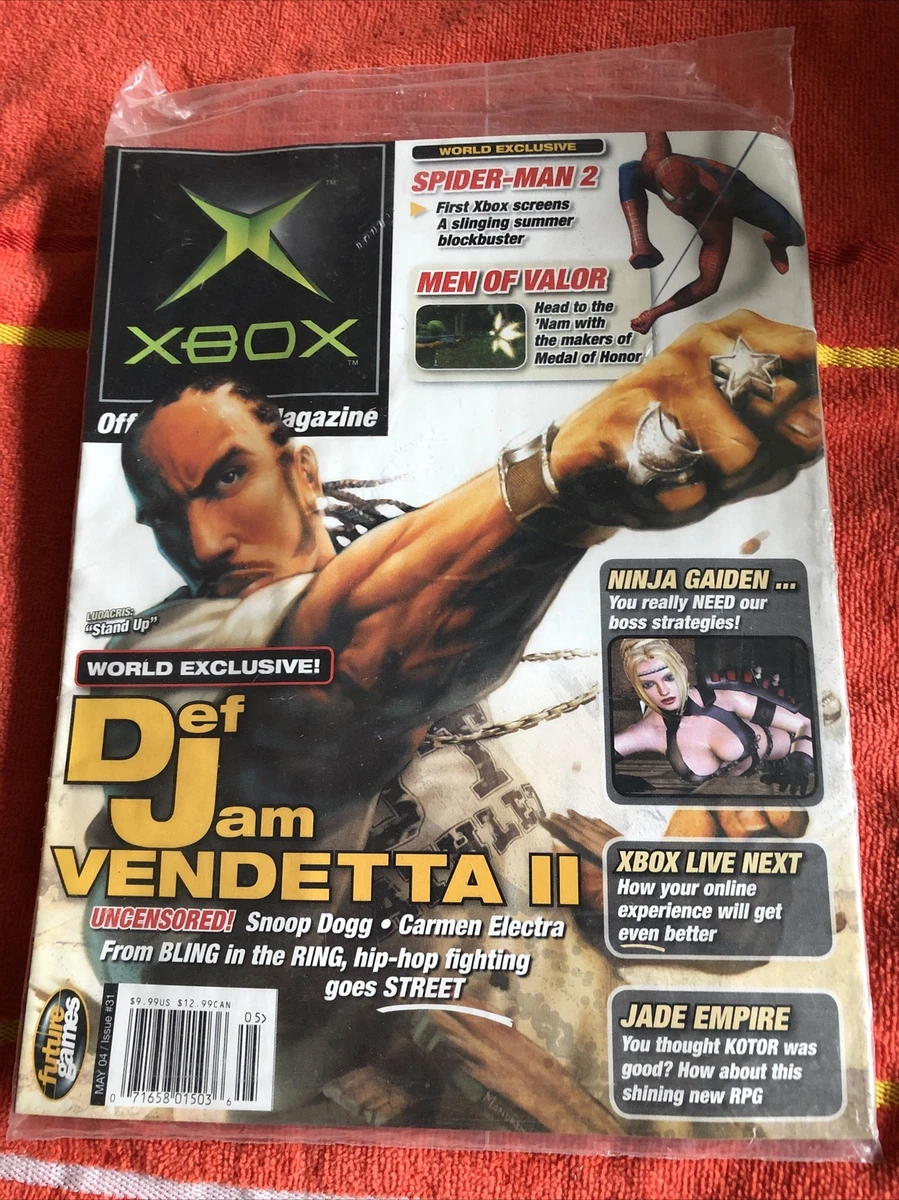 XBOX
TM
TM
Off
agazine
WORLD EXCLUSIVE
SPIDER-MAN 2
First Xbox screens
A slinging summer
blockbuster
MEN OF VALOR
Head to the
'Nam with
the makers of
Medal of Honor
LUDACRIS:
"Stand Up"
WORLD EXCLUSIVE!
Def
Jam
VENDETTA II
UNCENSORED! Snoop Dogg • Carmen Electra
From BLING in the RING, hip-hop fighting
goes STREET
NINJA GAIDEN ...
You really NEED our
boss strategies!
XBOX LIVE NEXT
How your online
experience will get
even better
JADE EMPIRE
You thought KOTOR was
good? How about this
shining new RPG
future
games
MAY 04 / Issue #31
$9.99US $12.99CAN
05>
0 71658 01503 6